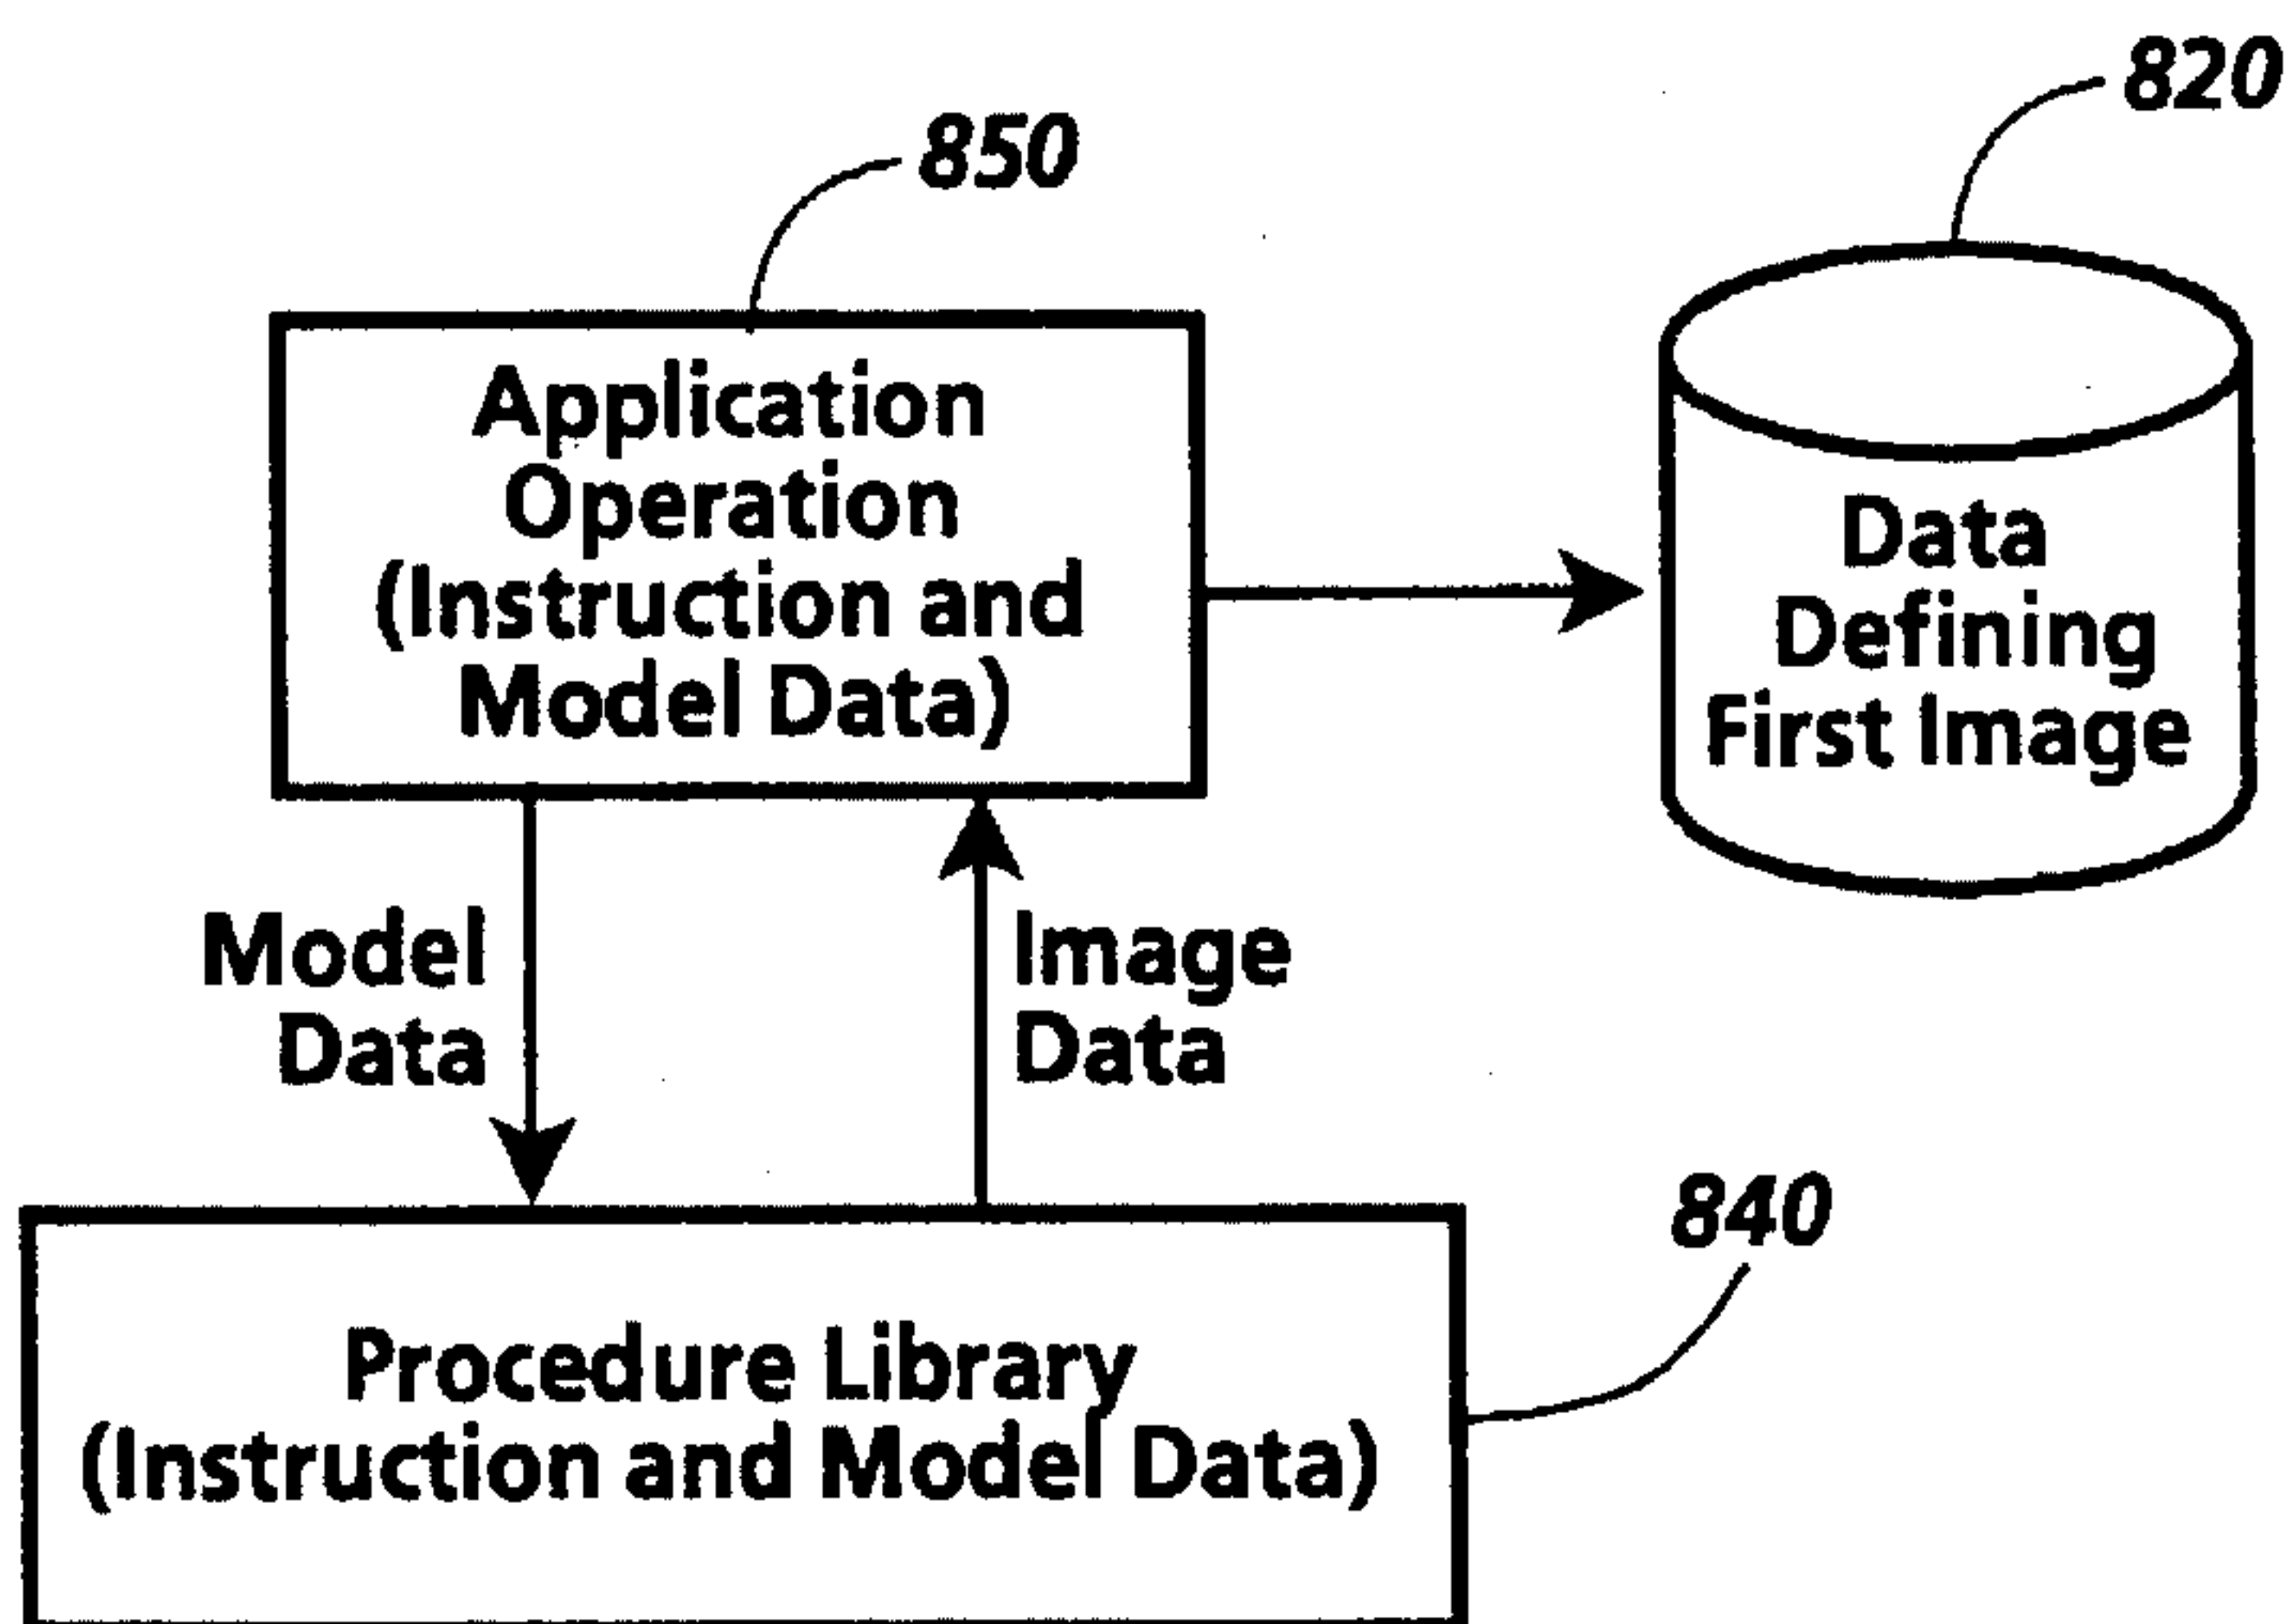 820
850
Application
Operation
(Instruction and
Model Data)
Data
Defining
First Image
Model
Data
Image
Data
840
Procedure Library
(Instruction and Model Data)